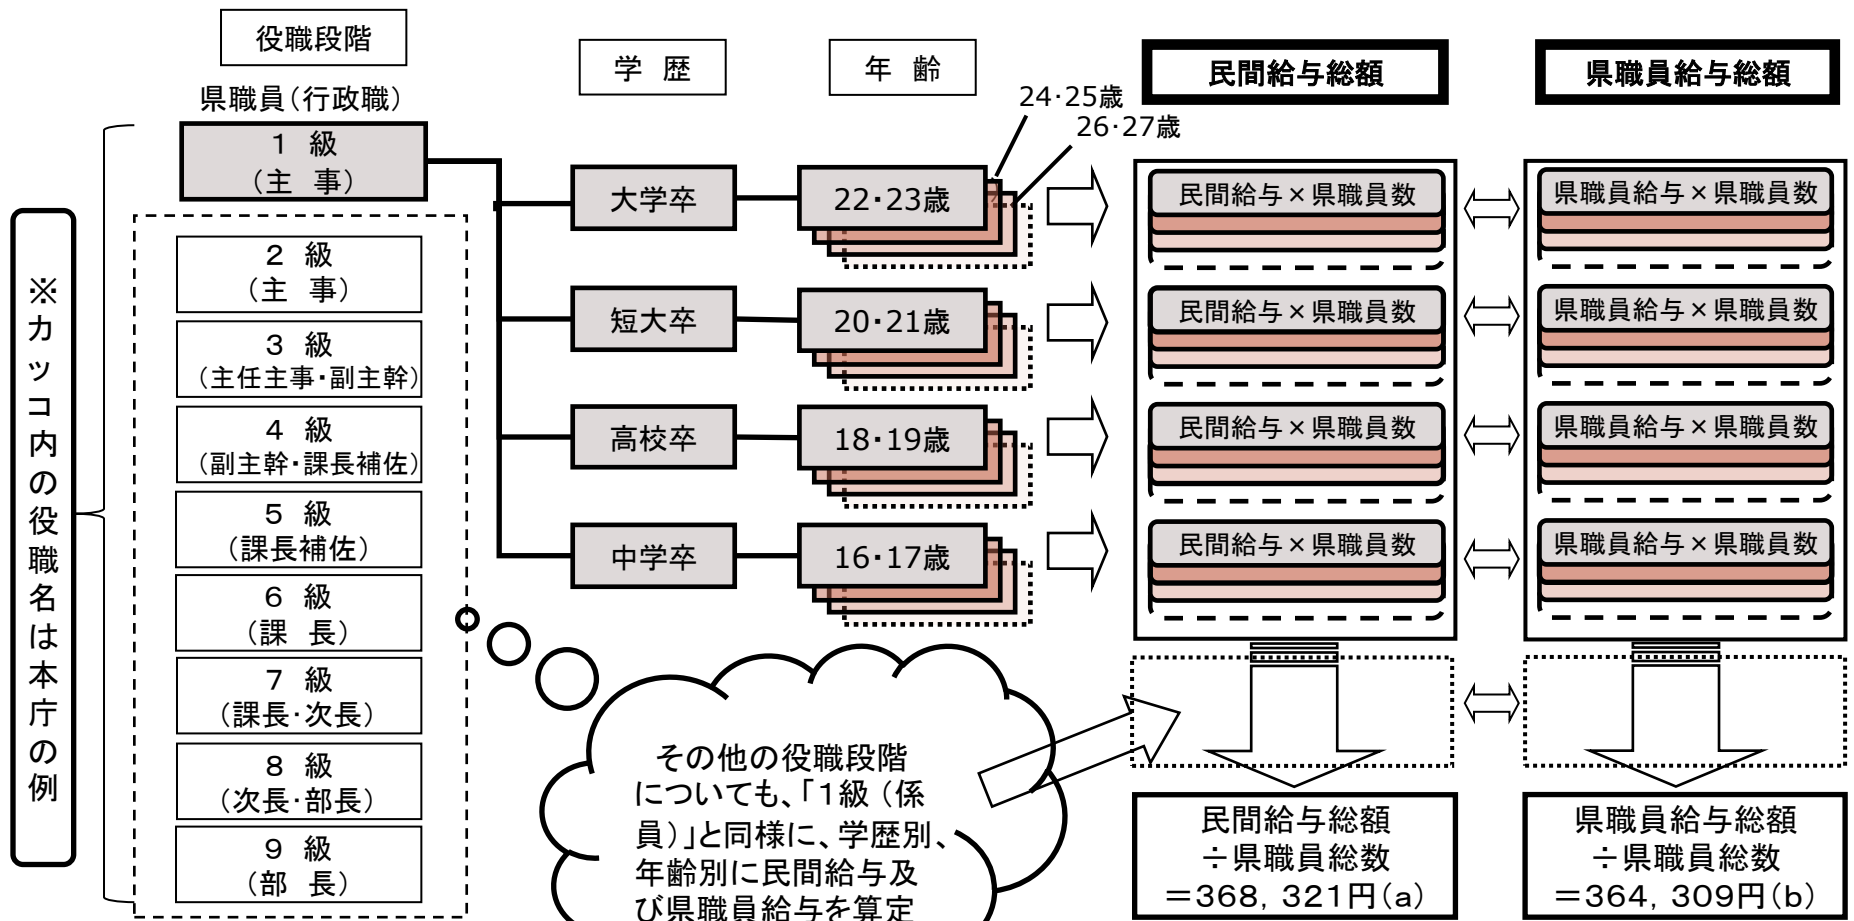 役職段階
学 歴
年 齢
民間給与総額
県職員給与総額
県職員(行政職)
24・25歳
26・27歳
1 級
(主 事)
2 級
(主 事)
3 級
(主任主事・副主幹)
4 級
(副主幹・課長補佐)
5 級
(課長補佐)
6 級
(課 長)
7 級
(課長・次長)
8 級
(次長・部長)
9 級
(部 長)
※カッコ内の役職名は本庁の例
大学卒
22・23歳
民間給与×県職員数
県職員給与×県職員数
短大卒
20・21歳
民間給与×県職員数
県職員給与×県職員数
高校卒
18・19歳
民間給与×県職員数
県職員給与×県職員数
中学卒
16・17歳
民間給与×県職員数
県職員給与×県職員数
その他の役職段階
についても、「1級(係
員)」と同様に、学歴別、
年齢別に民間給与及
び県職員給与を算定
民間給与総額
÷県職員総数
=368,321円(a)
県職員給与総額
÷県職員総数
=364,309円(b)